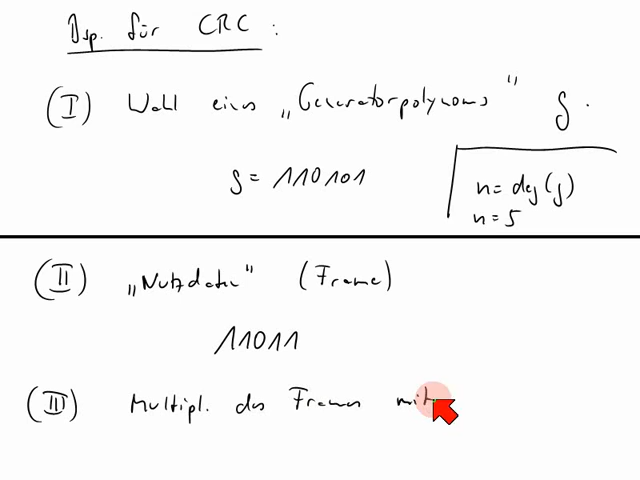 Bsp. für CRC :
(I) Wahl eines „Generatorpolynoms" g.
g = 110101
n = deg(g)
n = 5
(II) „Nutzdaten" (Frame)
11011
(III) Multipl. des Frames mit